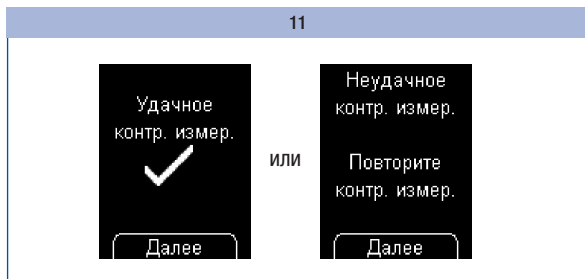 11
Удачное
контр. измер.
Далее
или
Неудачное
контр. измер.
Повторите
контр. измер.
Далее